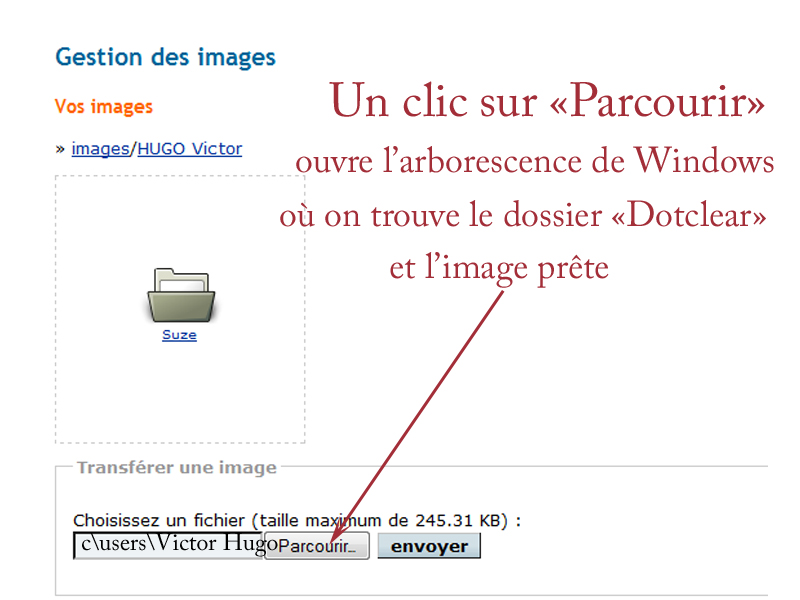 Gestion des images
Un clic sur «Parcourir»
Vos images
ouvre l’arborescence de Windows
» images/HUGO Victor
où on trouve le dossier «Dotclear»
et l’image prête
Suze
Transférer une image
Choisissez un fichier (taille maximum de 245.31 KB) :
c\users\Victor Hugo Parcourir... envoyer